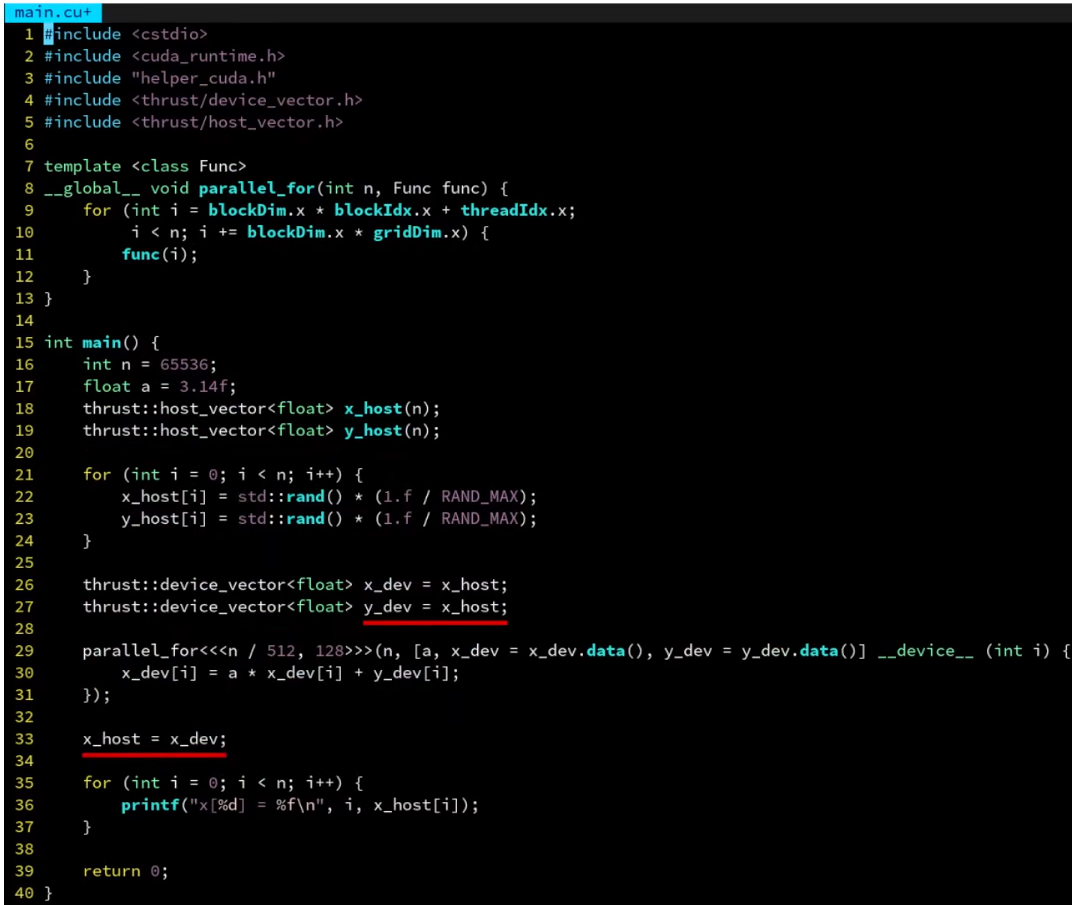 main.cu+
1 #include <cstdio>
2 #include <cuda_runtime.h>
3 #include "helper_cuda.h"
4 #include <thrust/device_vector.h>
5 #include <thrust/host_vector.h>
6
7 template <class Func>
8 __global__ void parallel_for(int n, Func func) {
9     for (int i = blockDim.x * blockIdx.x + threadIdx.x;
10          i < n; i += blockDim.x * gridDim.x) {
11         func(i);
12     }
13 }
14
15 int main() {
16     int n = 65536;
17     float a = 3.14f;
18     thrust::host_vector<float> x_host(n);
19     thrust::host_vector<float> y_host(n);
20
21     for (int i = 0; i < n; i++) {
22         x_host[i] = std::rand() * (1.f / RAND_MAX);
23         y_host[i] = std::rand() * (1.f / RAND_MAX);
24     }
25
26     thrust::device_vector<float> x_dev = x_host;
27     thrust::device_vector<float> y_dev = x_host;
28
29     parallel_for<<<n / 512, 128>>>(n, [a, x_dev = x_dev.data(), y_dev = y_dev.data()] __device__ (int i) {
30         x_dev[i] = a * x_dev[i] + y_dev[i];
31     });
32
33     x_host = x_dev;
34
35     for (int i = 0; i < n; i++) {
36         printf("x[%d] = %f\n", i, x_host[i]);
37     }
38
39     return 0;
40 }